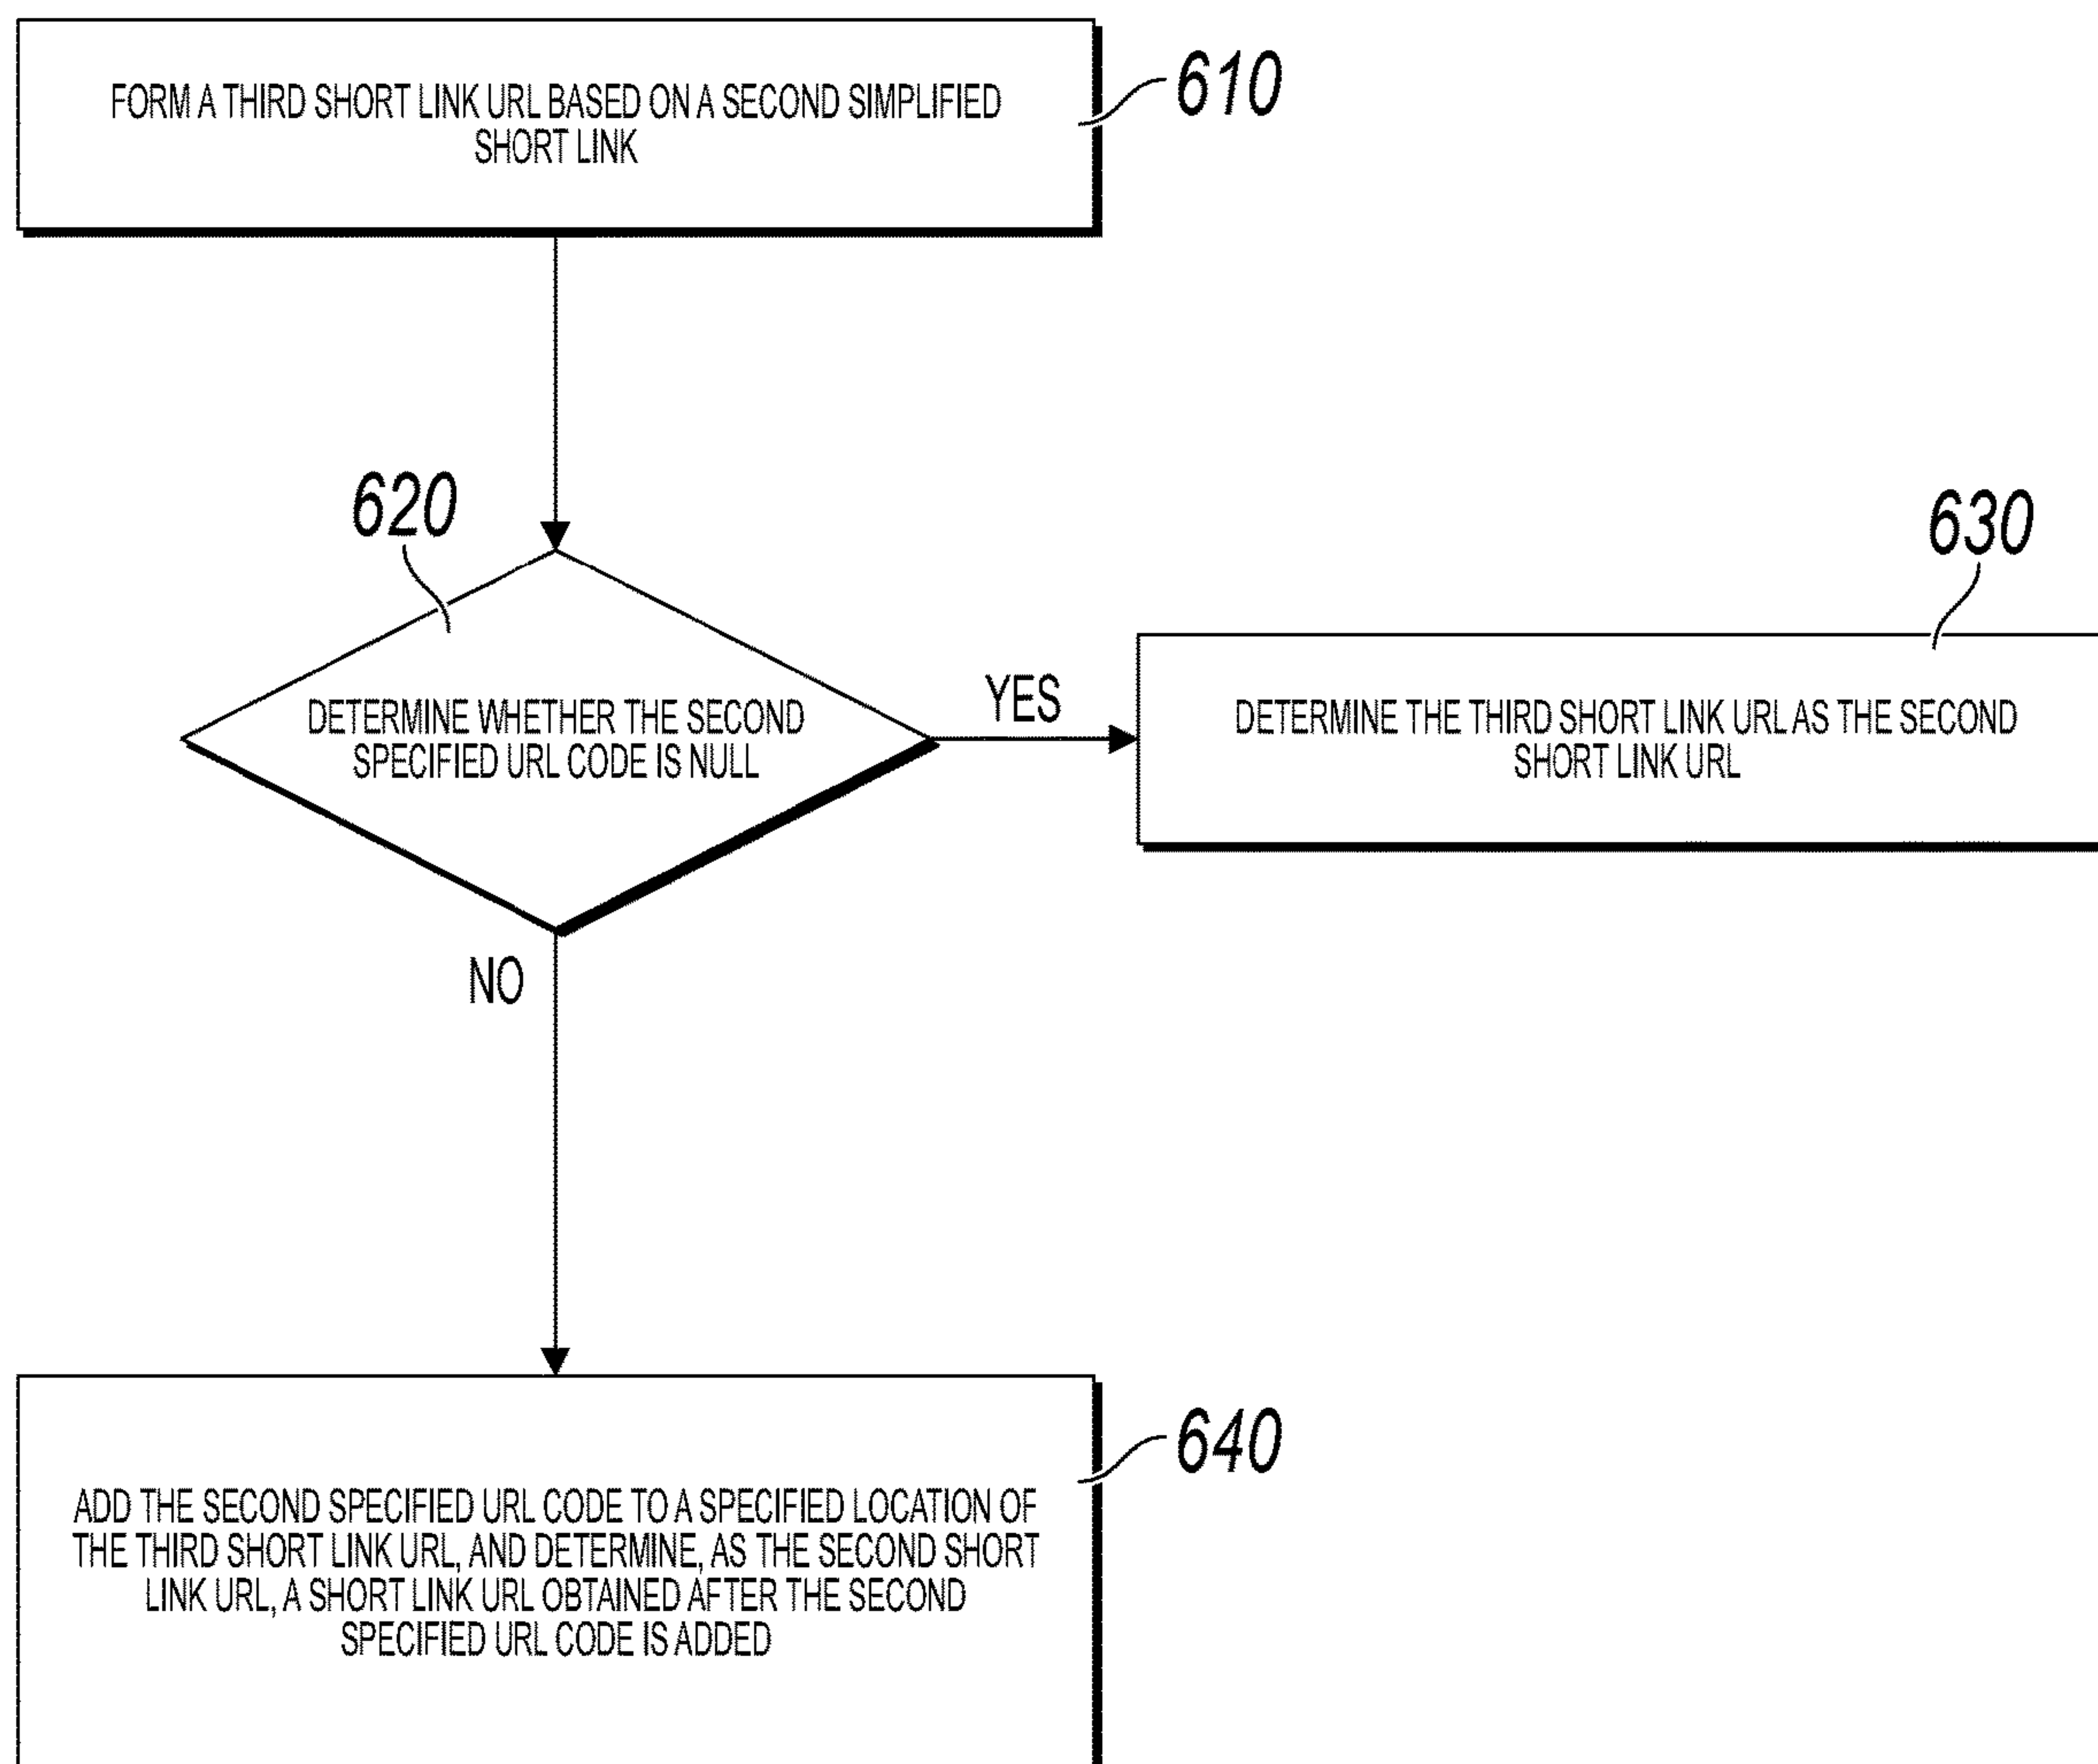 FORM A THIRD SHORT LINK URL BASED ON A SECOND SIMPLIFIED
SHORT LINK
610
620
630
DETERMINE WHETHER THE SECOND
SPECIFIED URL CODE IS NULL
YES
DETERMINE THE THIRD SHORT LINK URL AS THE SECOND
SHORT LINK URL
NO
640
ADD THE SECOND SPECIFIED URL CODE TO A SPECIFIED LOCATION OF
THE THIRD SHORT LINK URL, AND DETERMINE, AS THE SECOND SHORT
LINK URL, A SHORT LINK URL OBTAINED AFTER THE SECOND
SPECIFIED URL CODE IS ADDED